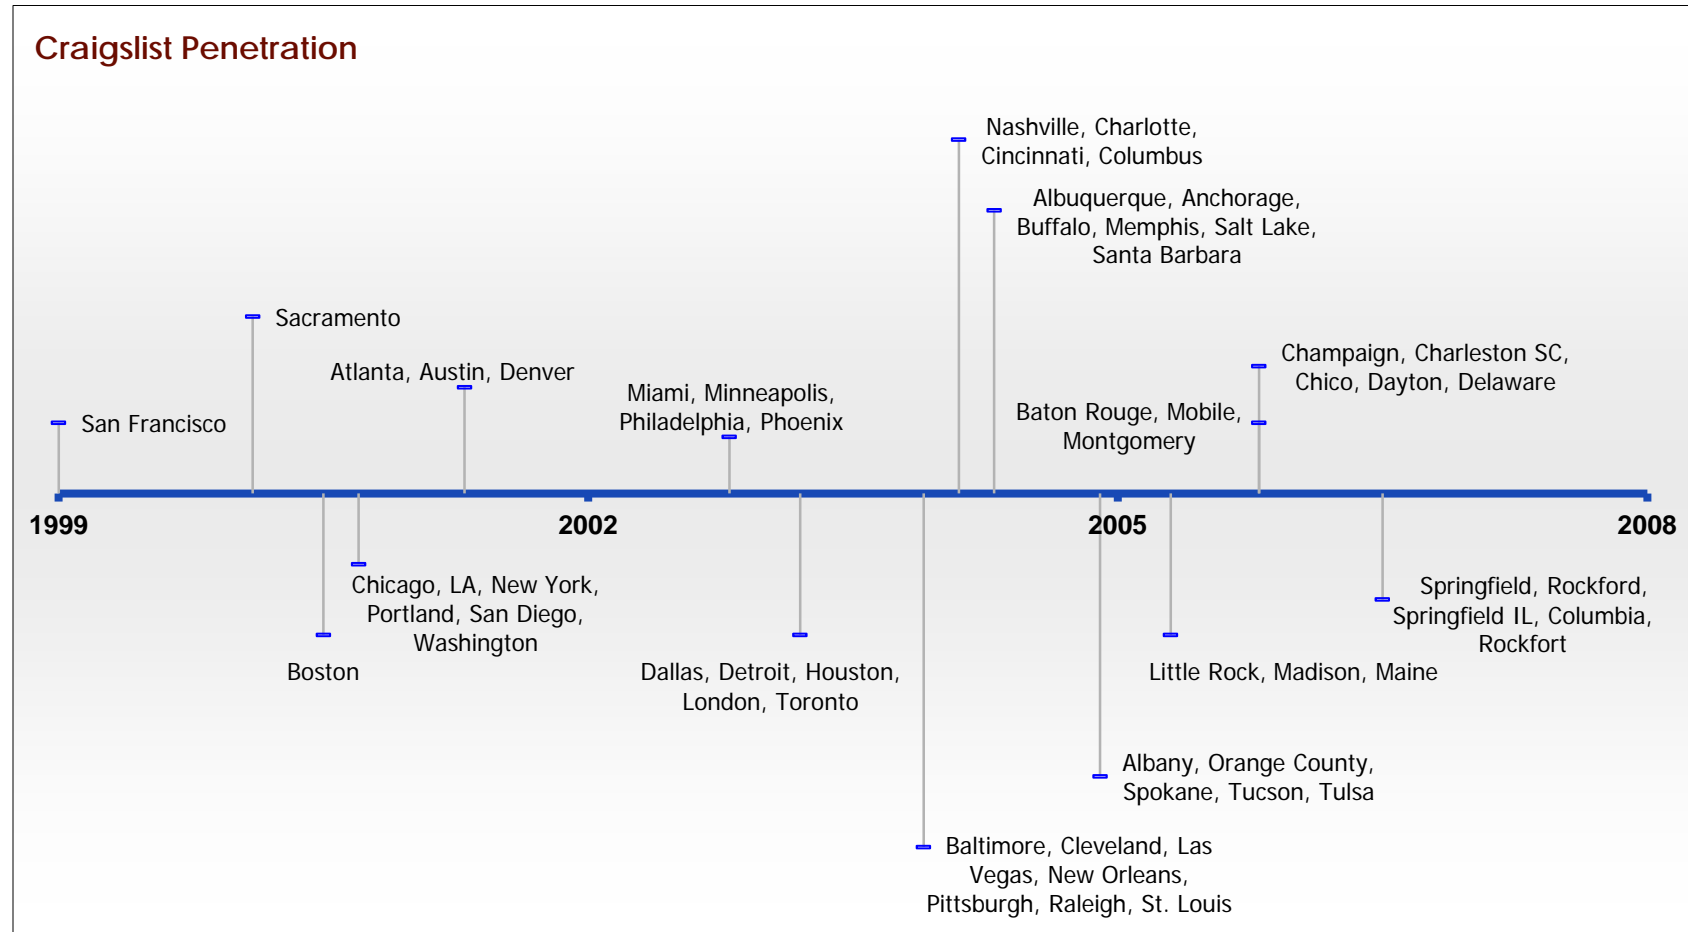 Craigslist Penetration
Nashville, Charlotte,
Cincinnati, Columbus
Albuquerque, Anchorage,
Buffalo, Memphis, Salt Lake,
Santa Barbara
Sacramento
Atlanta, Austin, Denver
Miami, Minneapolis,
Philadelphia, Phoenix
Champaign, Charleston SC,
Chico, Dayton, Delaware
San Francisco
Baton Rouge, Mobile,
Montgomery
1999
2002
2005
2008
Chicago, LA, New York,
Portland, San Diego,
Washington
Boston
Dallas, Detroit, Houston,
London, Toronto
Springfield, Rockford,
Springfield IL, Columbia,
Rockfort
Little Rock, Madison, Maine
Albany, Orange County,
Spokane, Tucson, Tulsa
Baltimore, Cleveland, Las
Vegas, New Orleans,
Pittsburgh, Raleigh, St. Louis